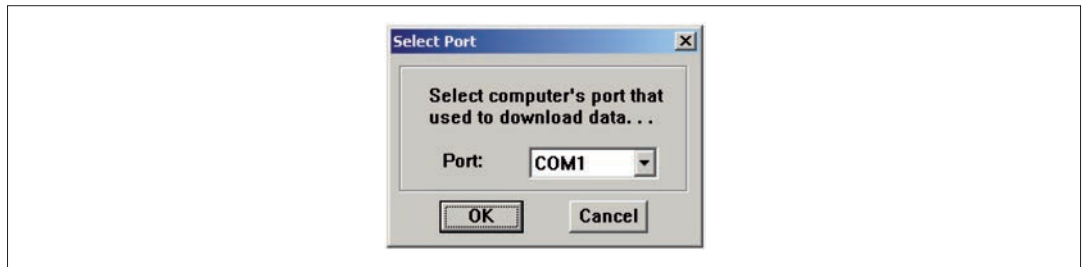 Select Port
Select computer's port that
used to download data. . .
Port: COM1
OK Cancel